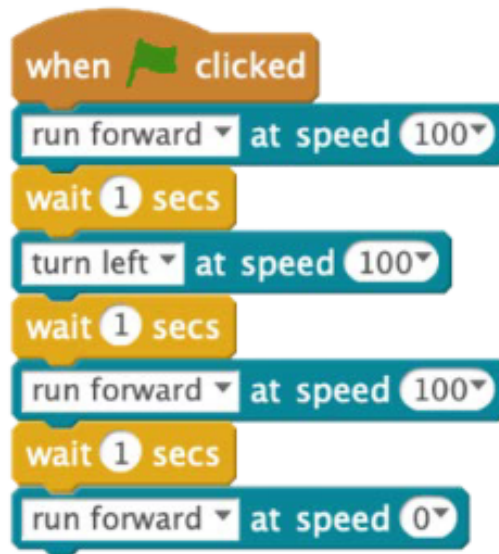 when clicked
run forward at speed 100
wait 1 secs
turn left at speed 100
wait 1 secs
run forward at speed 100
wait 1 secs
run forward at speed 0